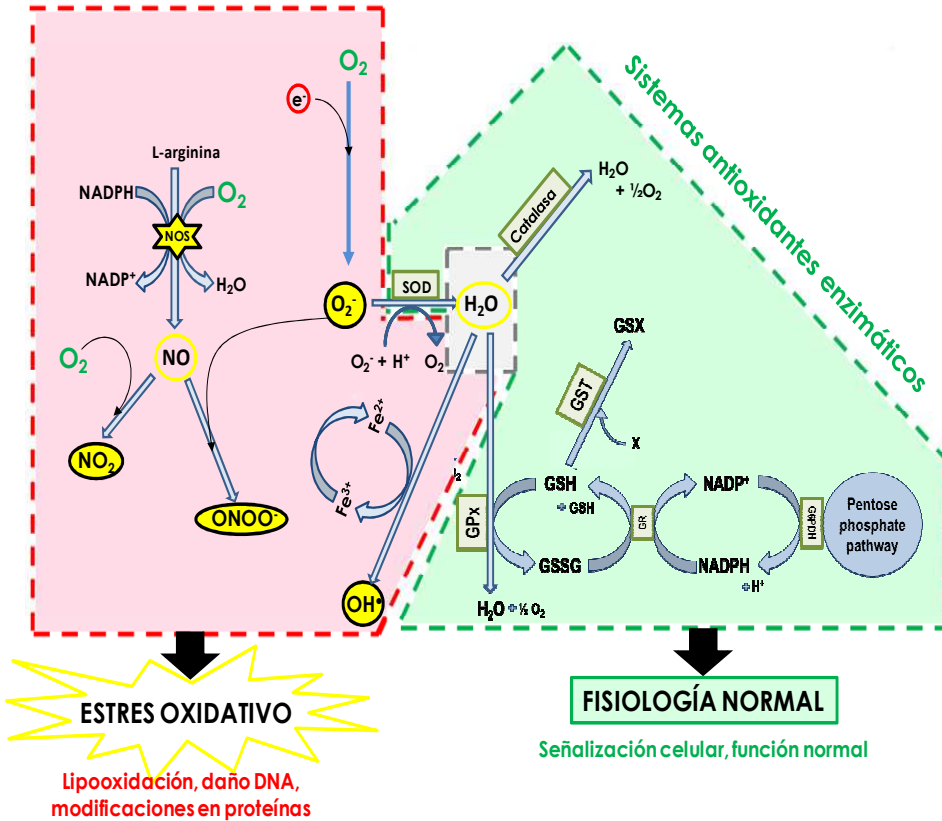 O₂
e⁻
L-arginina
NADPH
O₂
NOS
NADP⁺
H₂O
O₂⁻
SOD
H₂O
O₂⁻ + H⁺
O₂
O₂
NO
NO₂
ONOO⁻
Fe²⁺
Fe³⁺
OH•
Catalasa
H₂O
+ ½O₂
Sistemas antioxidantes enzimáticos
GSX
GST
X
GPx
GSH
+ GSH
GSSG
GR
NADP⁺
NADPH
+ H⁺
G6PDH
Pentose
phosphate
pathway
H₂O + ½ O₂
ESTRES OXIDATIVO
Lipooxidación, daño DNA,
modificaciones en proteínas
FISIOLOGÍA NORMAL
Señalización celular, función normal